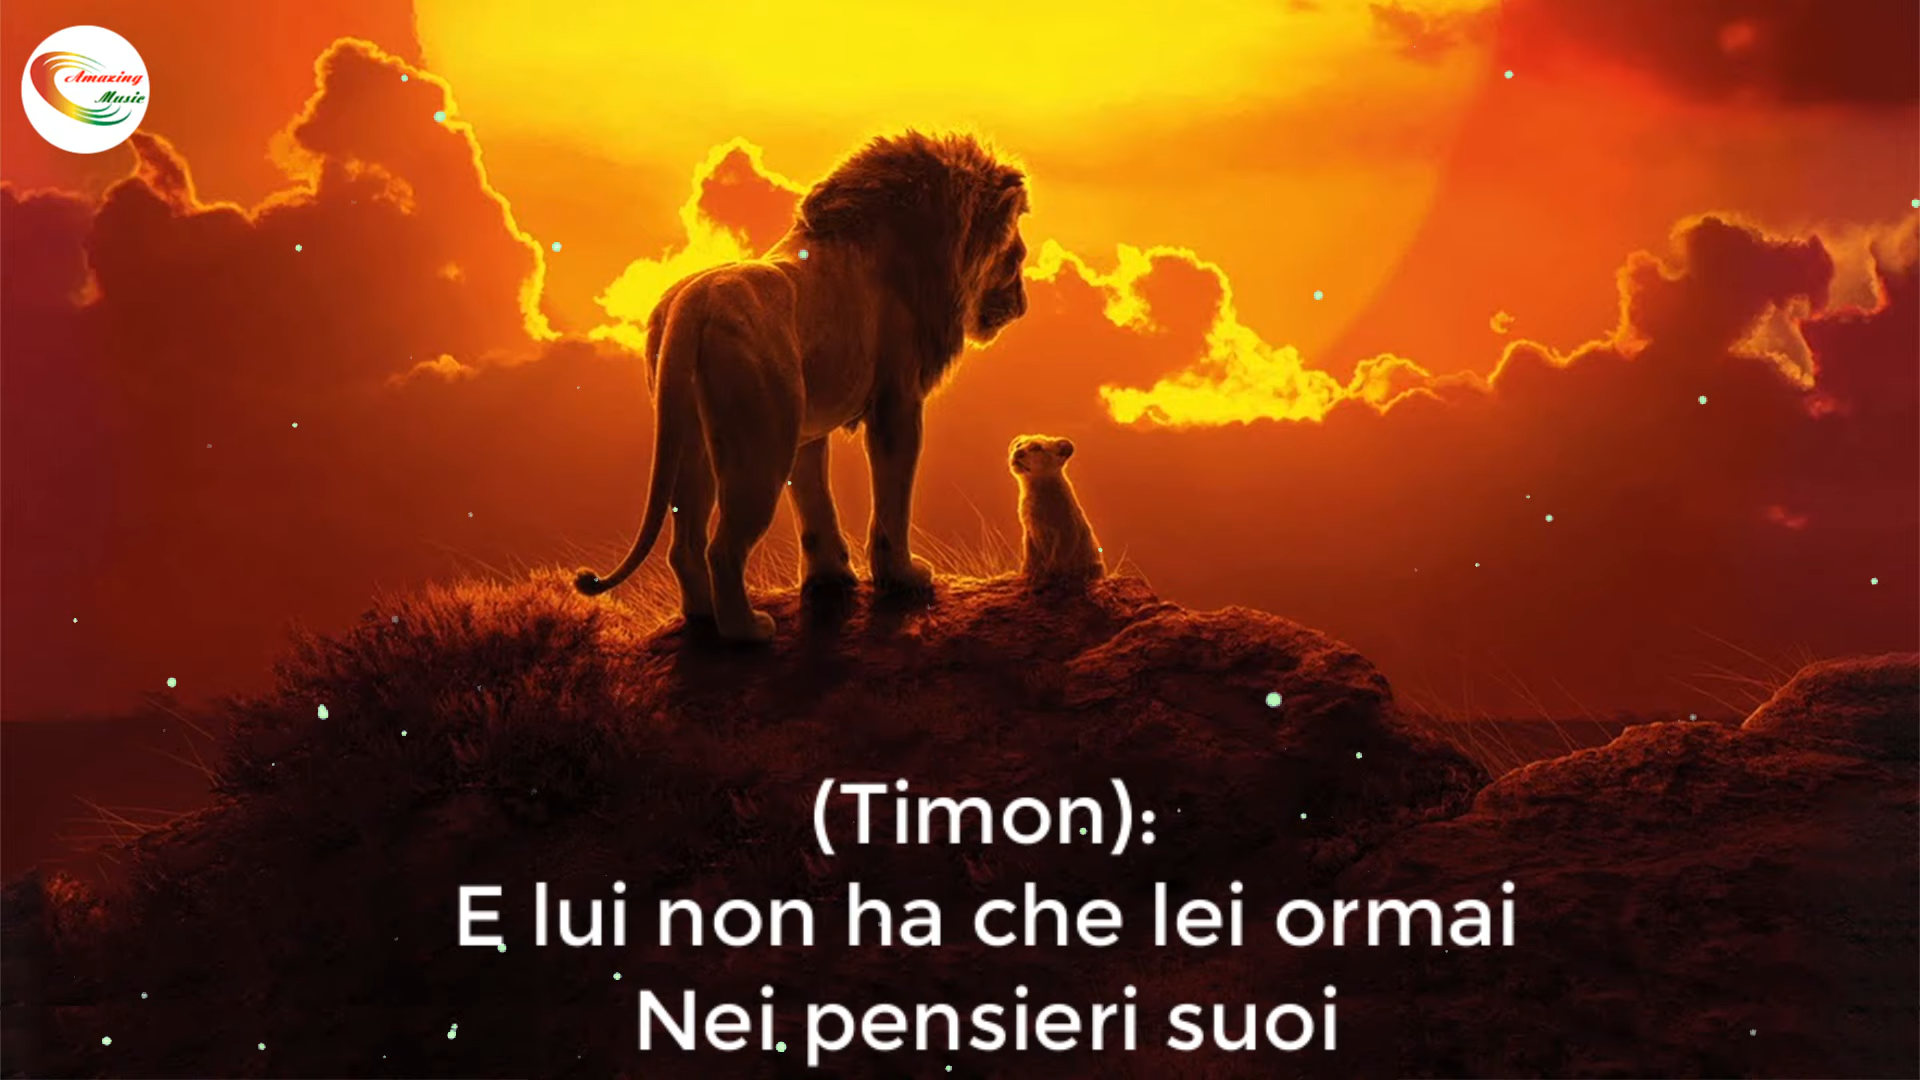 Amazing
Music
(Timon):
E lui non ha che lei ormai
Nei pensieri suoi